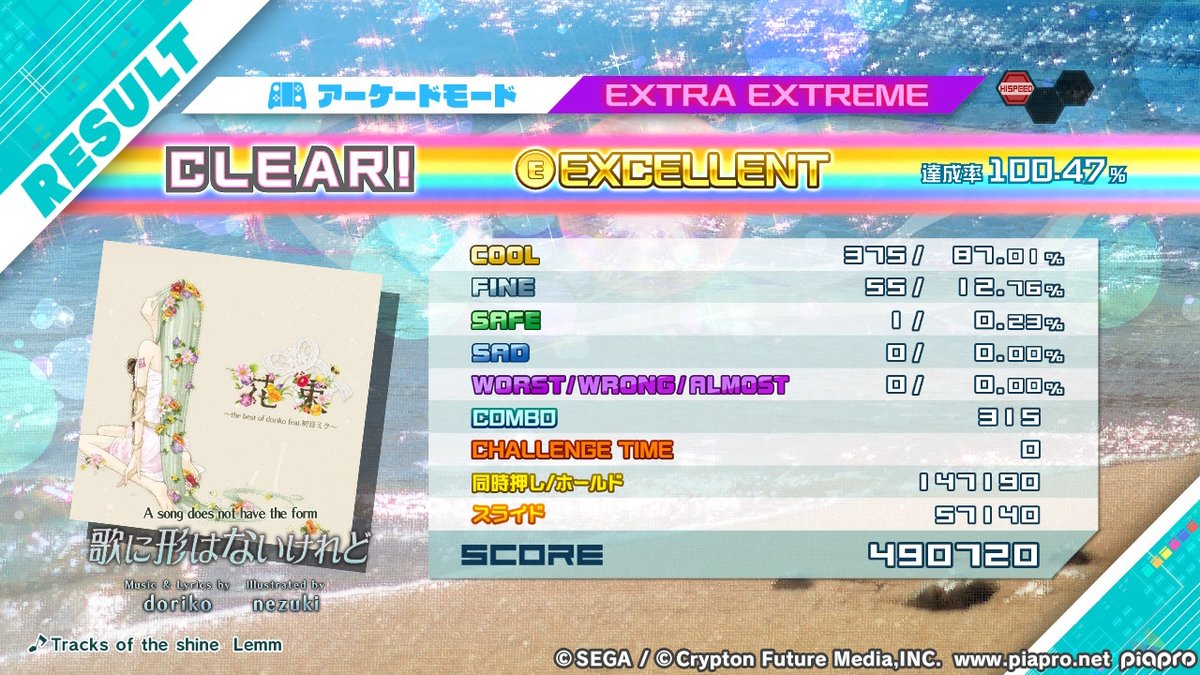 RESULT
アーケードモード
EXTRA EXTREME
HISPEED
CLEAR!
E EXCELLENT
達成率 100.47%
COOL 375/ 87.01%
FINE 55/ 12.76%
SAFE 1/ 0.23%
SAD 0/ 0.00%
WORST/WRONG/ALMOST 0/ 0.00%
COMBO 315
CHALLENGE TIME 0
同時押し/ホールド 147190
スライド 57140
SCORE 490720
花束
〜the best of doriko feat.初音ミク〜
A song does not have the form
歌に形はないけれど
Music & Lyrics by Illustrated by
doriko nezuki
♪Tracks of the shine Lemm
©SEGA / ©Crypton Future Media,INC. www.piapro.net piapro